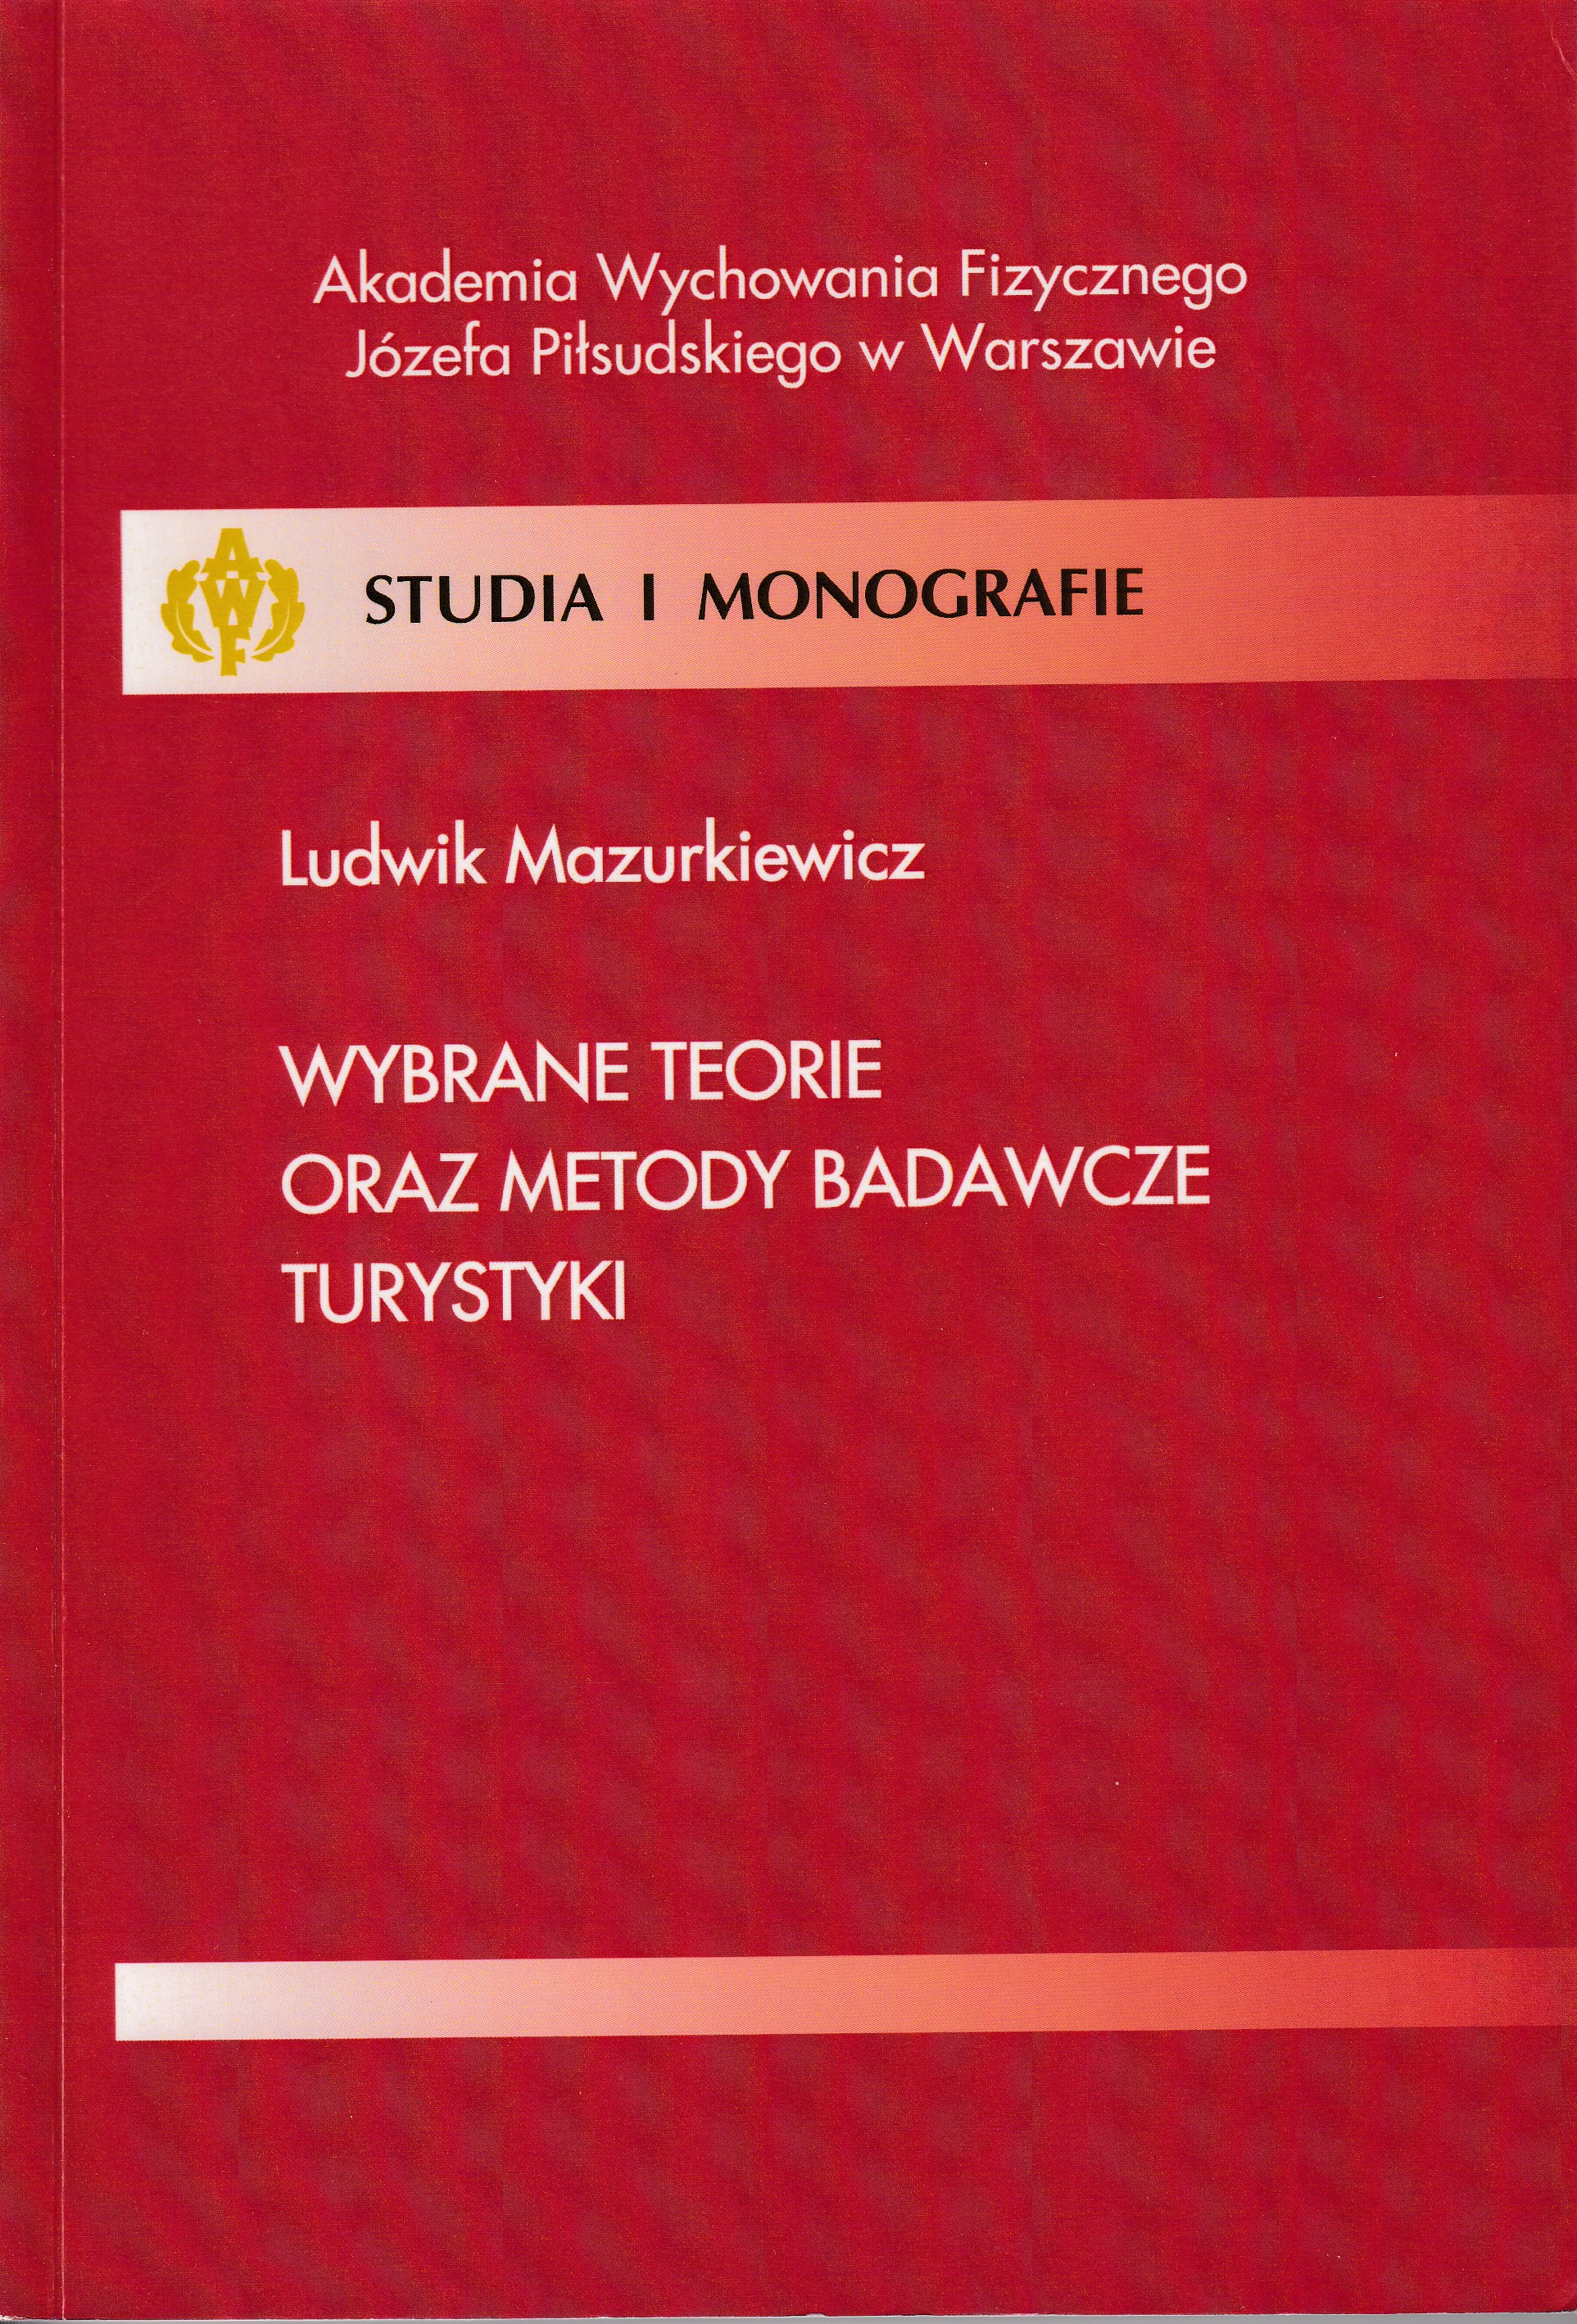 Akademia Wychowania Fizycznego
Józefa Piłsudskiego w Warszawie
AWF
STUDIA I MONOGRAFIE
Ludwik Mazurkiewicz
WYBRANE TEORIE
ORAZ METODY BADAWCZE
TURYSTYKI